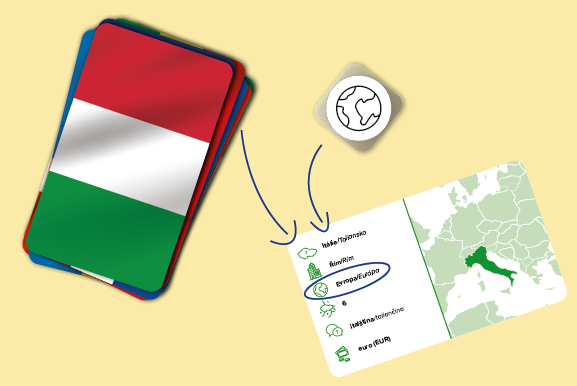 Itálie/Taliansko
Řím/Rím
Evropa/Európa
6
italština/taliančina
euro (EUR)